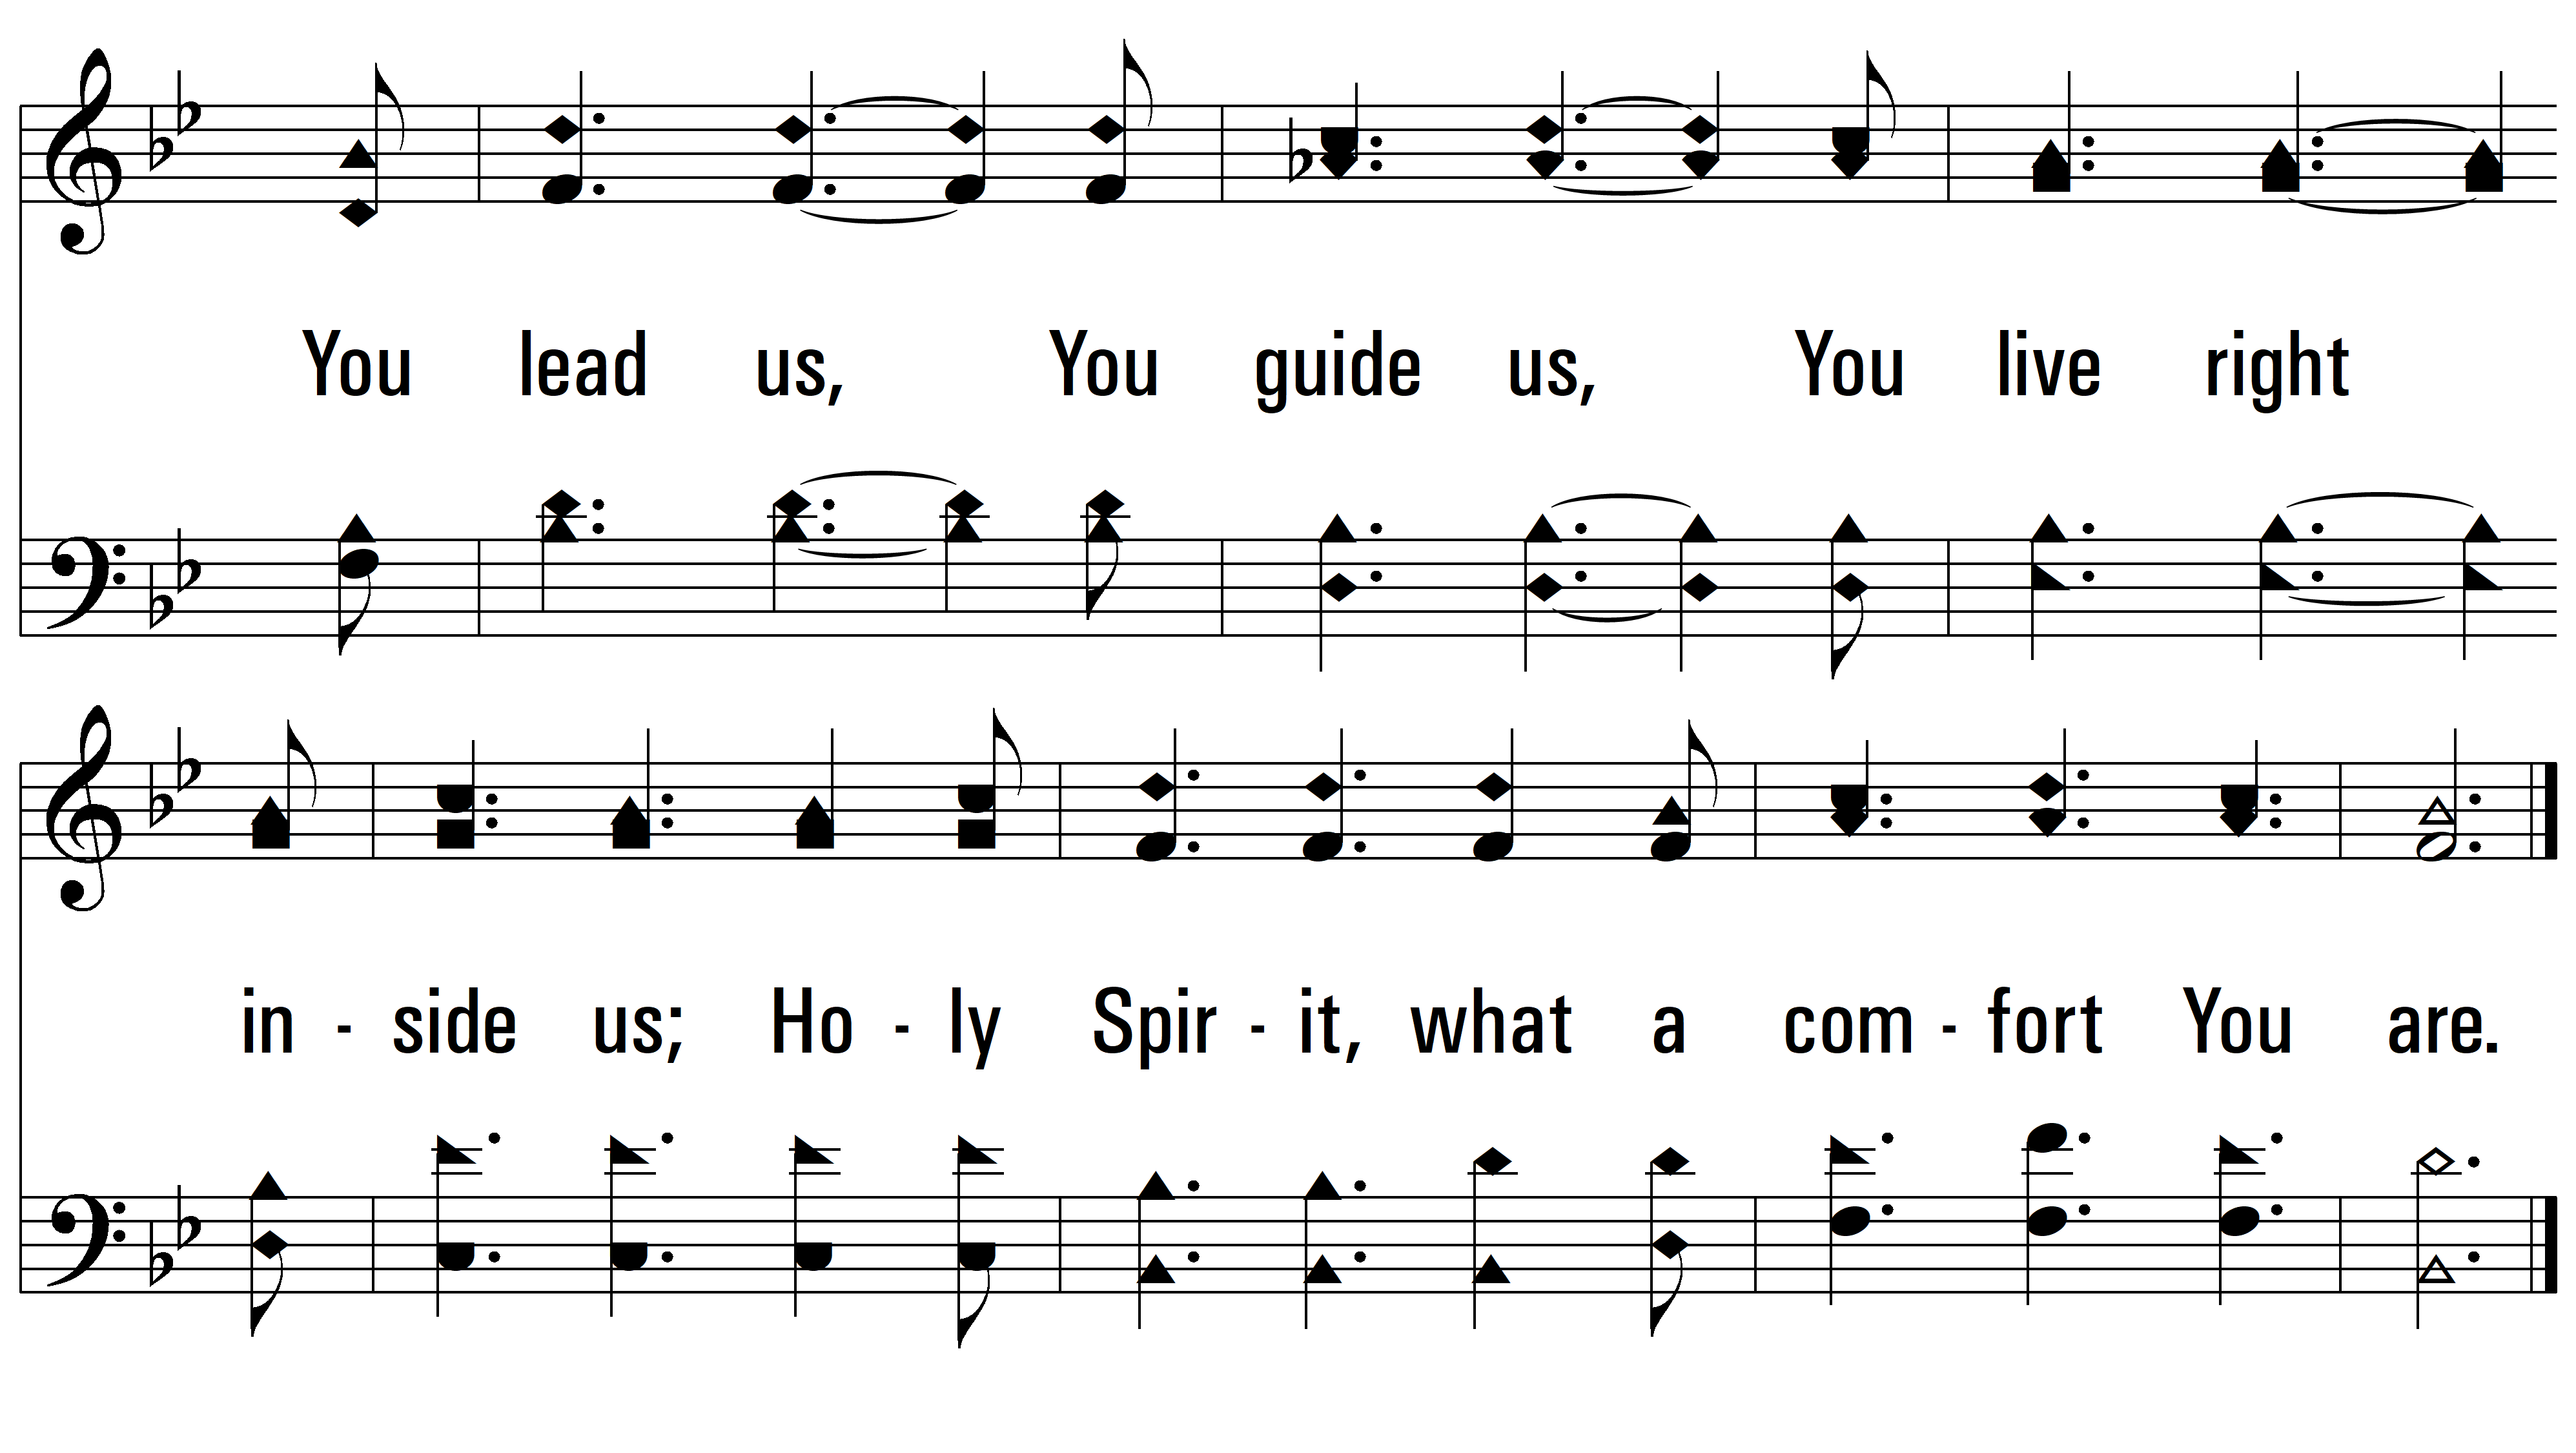 You lead us, You guide us, You live right
in - side us; Ho - ly Spir - it, what a com - fort You are.